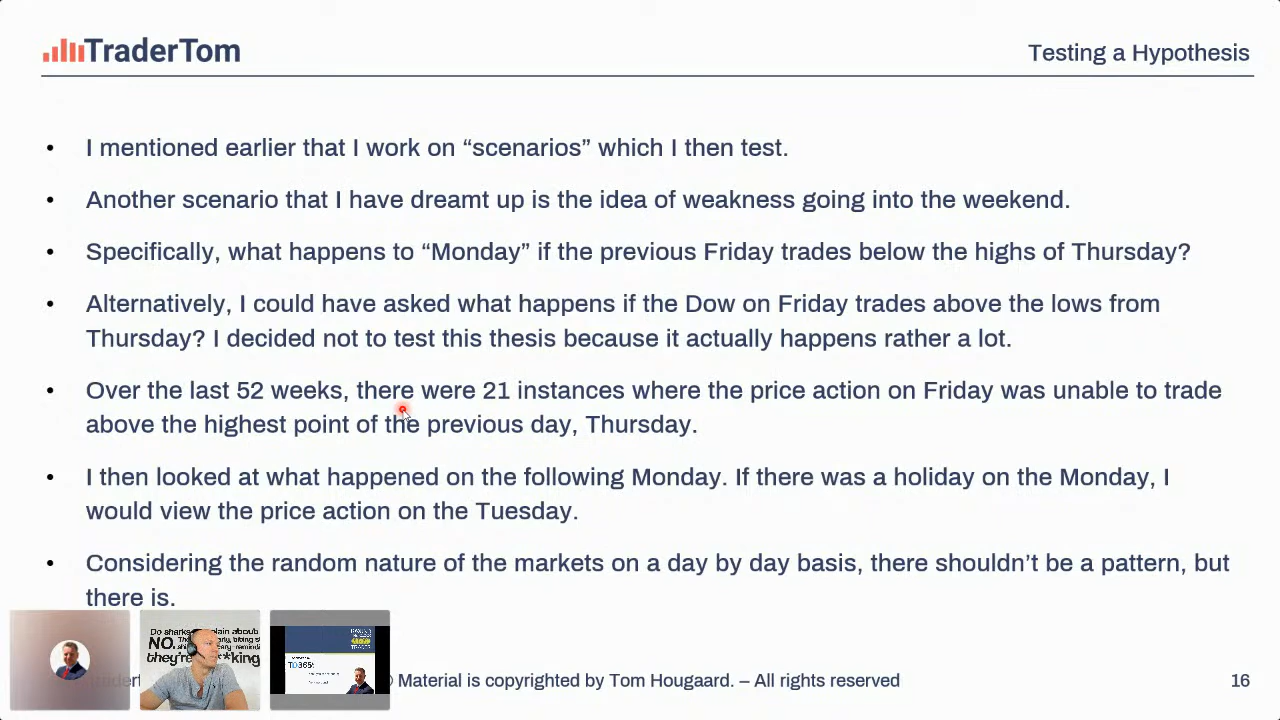 TraderTom
Testing a Hypothesis
• I mentioned earlier that I work on “scenarios” which I then test.
• Another scenario that I have dreamt up is the idea of weakness going into the weekend.
• Specifically, what happens to “Monday” if the previous Friday trades below the highs of Thursday?
• Alternatively, I could have asked what happens if the Dow on Friday trades above the lows from
Thursday? I decided not to test this thesis because it actually happens rather a lot.
• Over the last 52 weeks, there were 21 instances where the price action on Friday was unable to trade
above the highest point of the previous day, Thursday.
• I then looked at what happened on the following Monday. If there was a holiday on the Monday, I
would view the price action on the Tuesday.
• Considering the random nature of the markets on a day by day basis, there shouldn’t be a pattern, but
there is.
Do sharks
NO.
they're
king
Material is copyrighted by Tom Hougaard. – All rights reserved
16